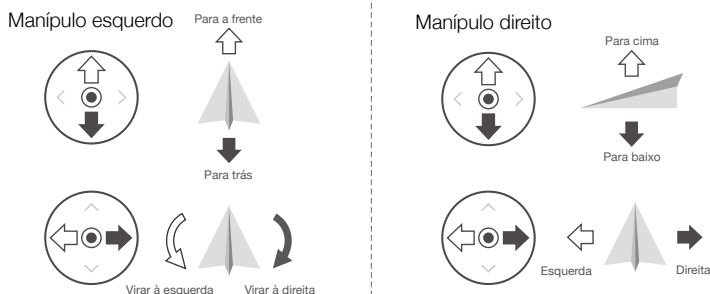 Manípulo esquerdo
Para a frente
Para trás
Virar à esquerda
Virar à direita
Manípulo direito
Para cima
Para baixo
Esquerda
Direita